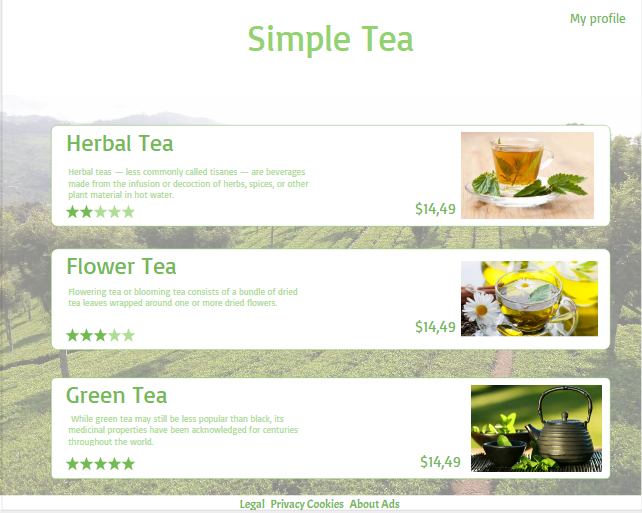 My profile
Simple Tea
Herbal Tea
Herbal teas — less commonly called tisanes — are beverages
made from the infusion or decoction of herbs, spices, or other
plant material in hot water.
$14,49
Flower Tea
Flowering tea or blooming tea consists of a bundle of dried
tea leaves wrapped around one or more dried flowers.
$14,49
Green Tea
While green tea may still be less popular than black, its
medicinal properties have been acknowledged for centuries
throughout the world.
$14,49
Legal Privacy Cookies About Ads